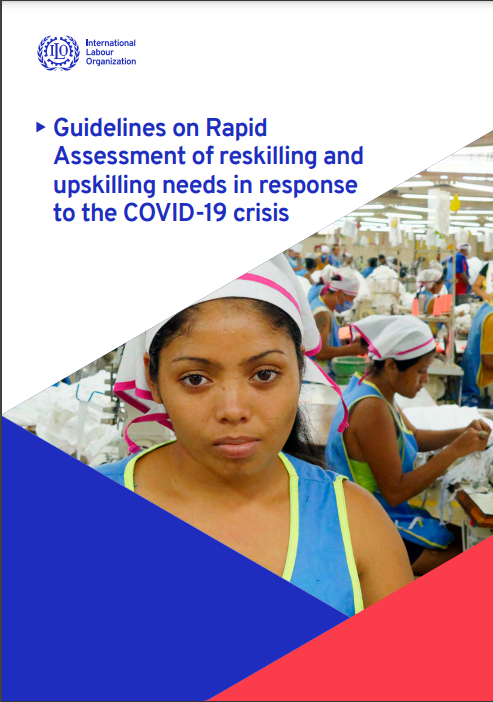 ILO
International
Labour
Organization
Guidelines on Rapid
Assessment of reskilling and
upskilling needs in response
to the COVID-19 crisis